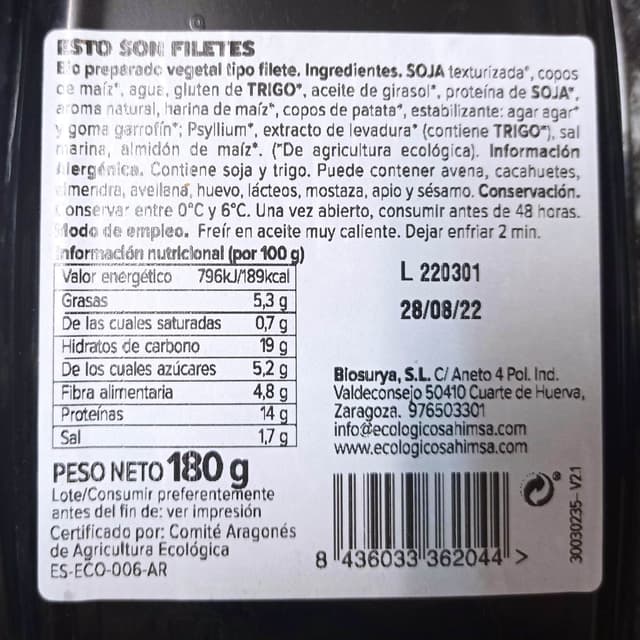 ESTO SON FILETES
Bio preparado vegetal tipo filete. Ingredientes. SOJA texturizada*, copos
de maíz*, agua, gluten de TRIGO*, aceite de girasol*, proteína de SOJA*,
aroma natural, harina de maíz*, copos de patata*, estabilizante: agar agar*
y goma garrofín*; Psyllium*, extracto de levadura* (contiene TRIGO*), sal
marina, almidón de maíz*. (*De agricultura ecológica). Información
Alergénica. Contiene soja y trigo. Puede contener avena, cacahuetes,
almendra, avellana, huevo, lácteos, mostaza, apio y sésamo. Conservación.
Conservar entre 0°C y 6°C. Una vez abierto, consumir antes de 48 horas.
Modo de empleo. Freír en aceite muy caliente. Dejar enfriar 2 min.
Información nutricional (por 100 g)
Valor energético 796kJ/189kcal
Grasas 5,3 g
De las cuales saturadas 0,7 g
Hidratos de carbono 19 g
De los cuales azúcares 5,2 g
Fibra alimentaria 4,8 g
Proteínas 14 g
Sal 1,7 g
L 220301
28/08/22
Biosurya, S.L. C/ Aneto 4 Pol. Ind.
Valdeconsejo 50410 Cuarte de Huerva,
Zaragoza. 976503301
info@ecologicosahimsa.com
www.ecologicosahimsa.com
PESO NETO 180 g
Lote/Consumir preferentemente
antes del fin de: ver impresión
Certificado por: Comité Aragonés
de Agricultura Ecológica
ES-ECO-006-AR
8 436033 362044 >
30030235-V2.1